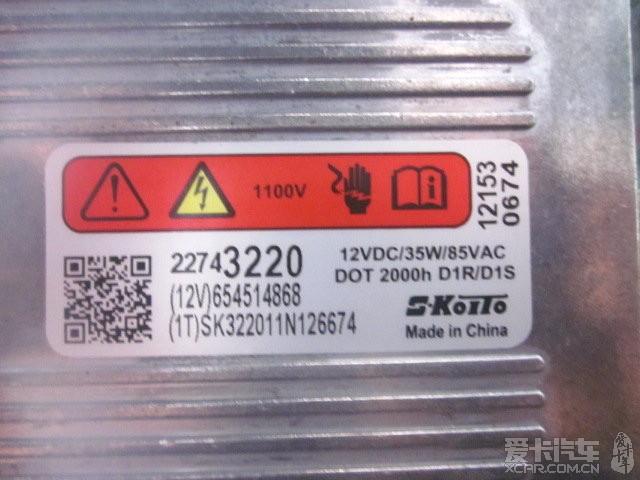 1100V
12153
0674
22743220
(12V)654514868
(1T)SK322011N126674
12VDC/35W/85VAC
DOT 2000h D1R/D1S
S-KOITO
Made in China
爱卡汽车
XCAR.COM.CN